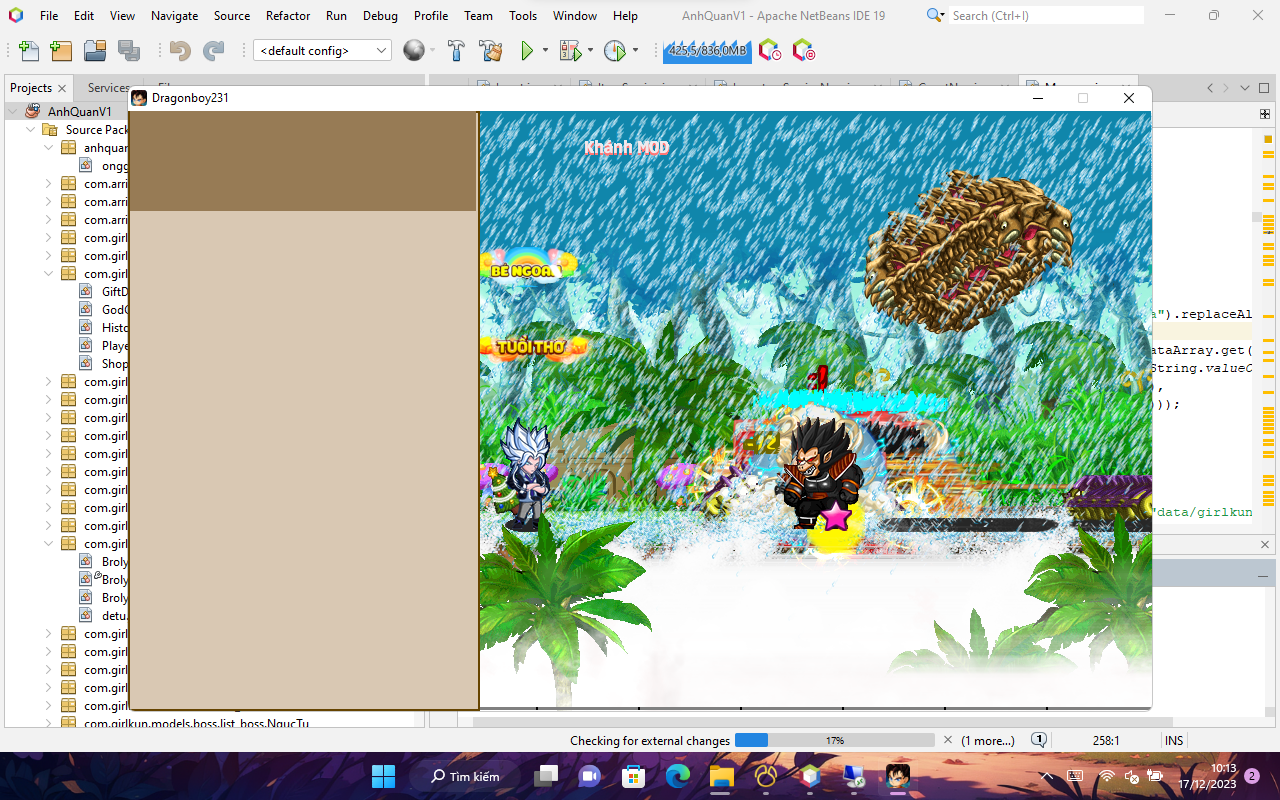 File Edit View Navigate Source Refactor Run Debug Profile Team Tools Window Help
AnhQuanV1 - Apache NetBeans IDE 19
Search (Ctrl+I)
<default config>
425,5/836,0MB
Projects
Services
Dragonboy231
AnhQuanV1
Source Pack
anhquan
ongg
com.arri
com.arri
com.arri
com.girl
com.girl
com.girl
GiftD
GodG
Histo
Playe
Shop
com.girl
com.girl
com.girl
com.girl
com.girl
com.girl
com.girl
com.girl
com.girl
com.girl
Broly
Broly
Broly
detu.
com.girl
com.girl
com.girl
com.girl
com.girl
com.girlkun.models.boss.list_boss.NgucTu
Khánh MOD
BÉ NGOAN
TUỔI THƠ
-12
").replaceAl
ataArray.get(
String.valueC
,
));
"data/girlkun
Checking for external changes 17% (1 more...) 1 258:1 INS
Tìm kiếm
10:13
17/12/2023
2